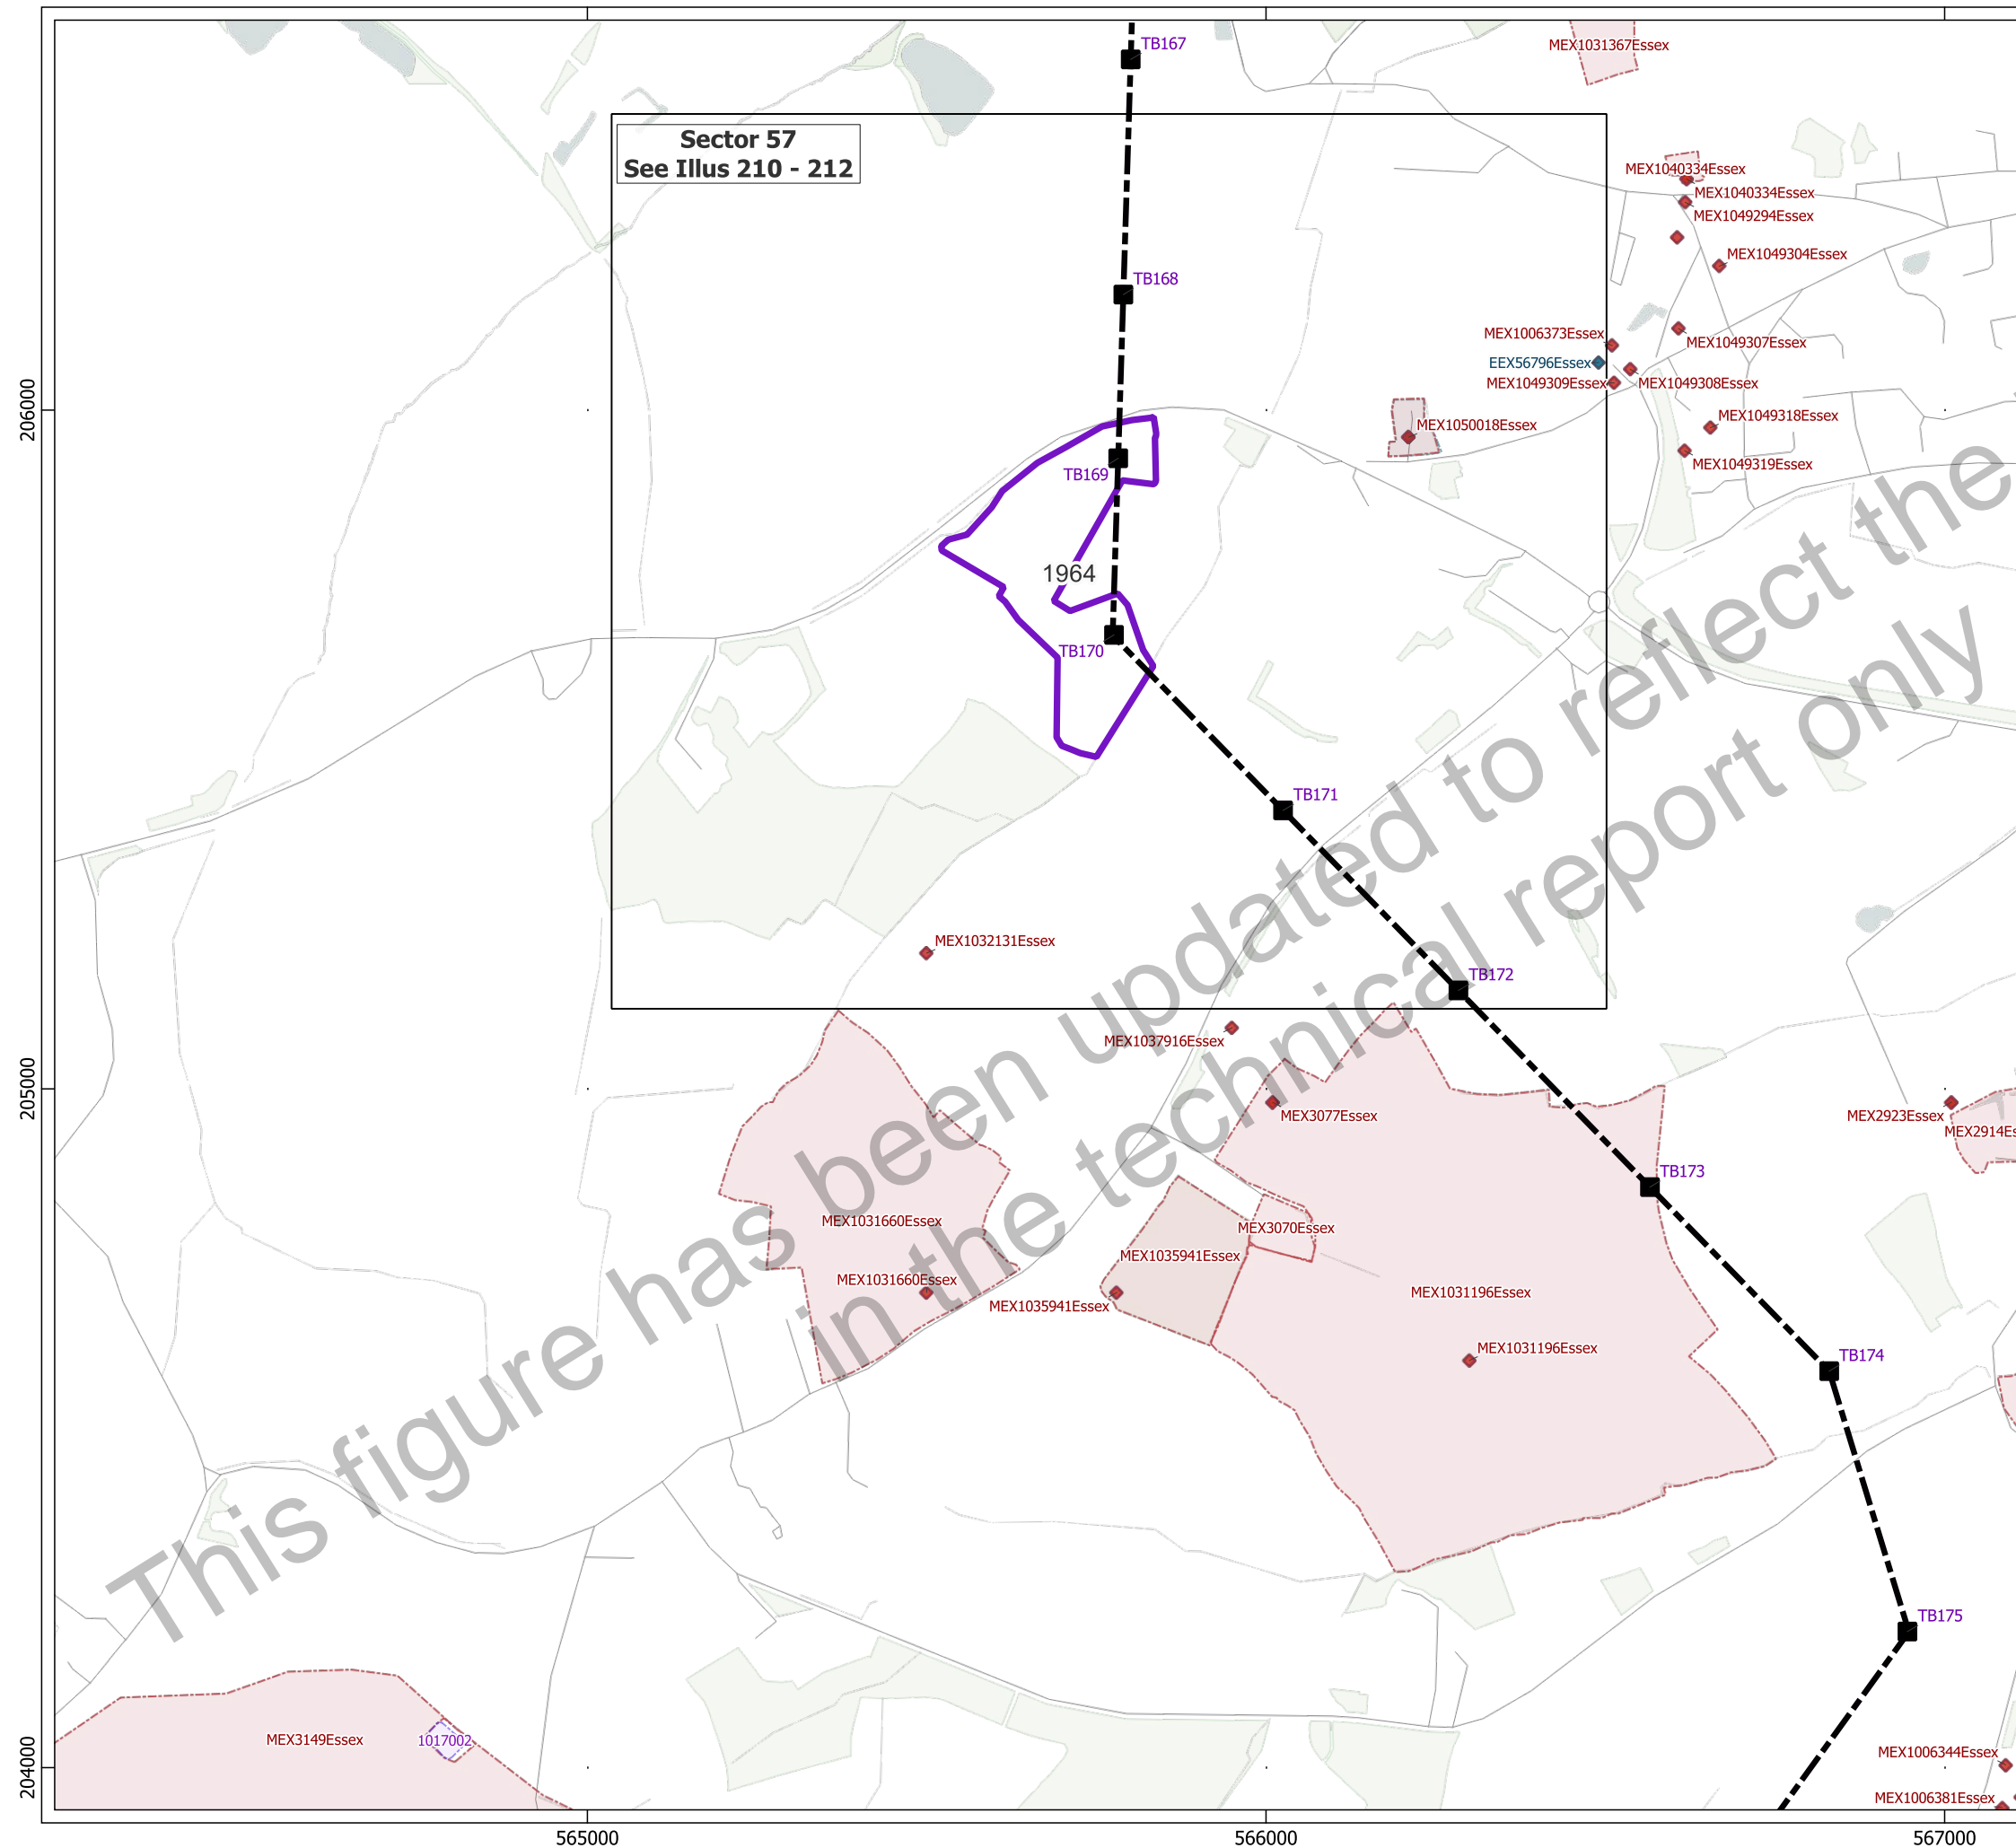 TB167
MEX1031367Essex
Sector 57
See Illus 210 - 212
MEX1040334Essex
MEX1040334Essex
MEX1049294Essex
MEX1049304Essex
TB168
MEX1006373Essex
MEX1049307Essex
EEX56796Essex
MEX1049309Essex
MEX1049308Essex
206000
MEX1049318Essex
MEX1050018Essex
MEX1049319Essex
TB169
1964
TB170
TB171
MEX1032131Essex
TB172
MEX1037916Essex
205000
MEX3077Essex
MEX2923Essex
MEX2914Es
TB173
MEX1031660Essex
MEX3070Essex
MEX1035941Essex
MEX1031660Essex
MEX1031196Essex
MEX1035941Essex
MEX1031196Essex
TB174
TB175
MEX3149Essex
1017002
204000
MEX1006344Essex
MEX1006381Essex
565000
566000
567000
This figure has been updated to reflect the
in the technical report only